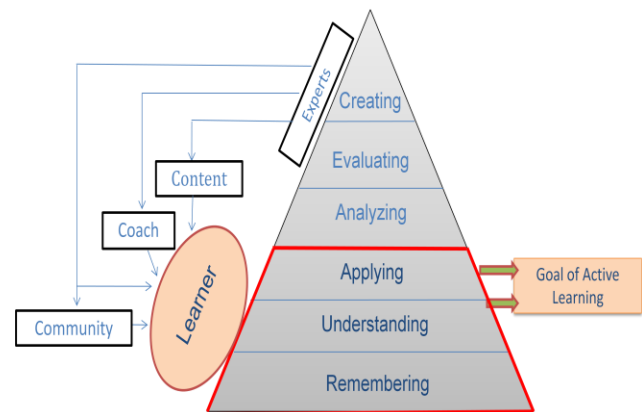 Experts
Creating
Evaluating
Content
Analyzing
Coach
Learner
Applying
Goal of Active
Learning
Community
Understanding
Remembering